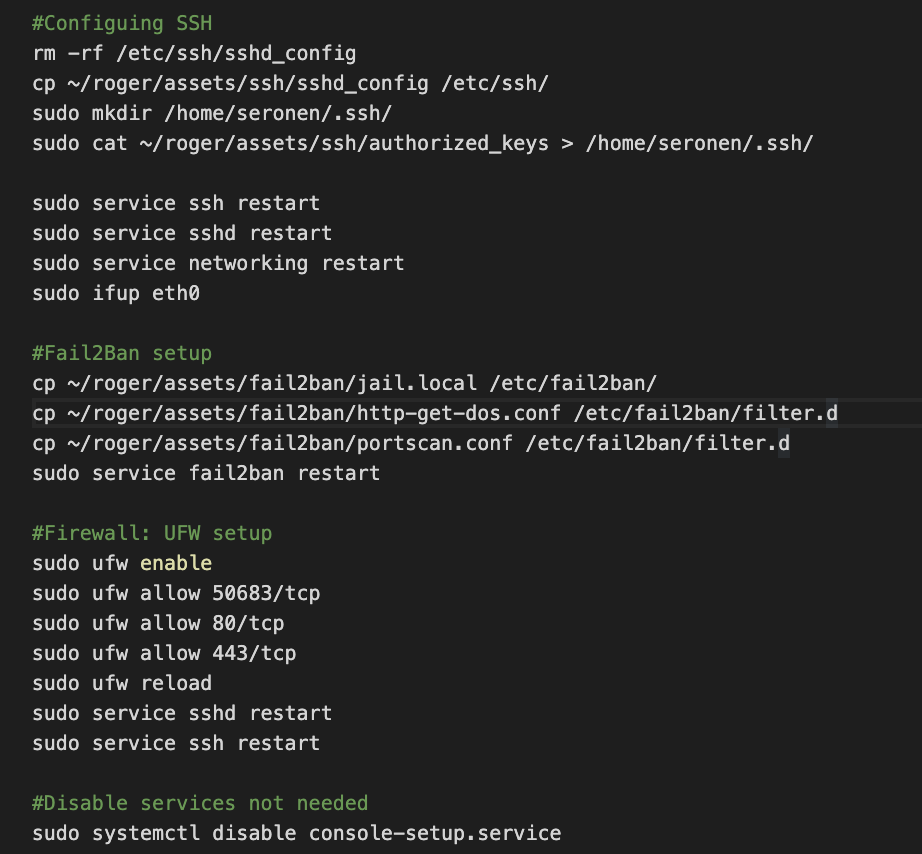 #Configuing SSH
rm -rf /etc/ssh/sshd_config
cp ~/roger/assets/ssh/sshd_config /etc/ssh/
sudo mkdir /home/seronen/.ssh/
sudo cat ~/roger/assets/ssh/authorized_keys > /home/seronen/.ssh/
sudo service ssh restart
sudo service sshd restart
sudo service networking restart
sudo ifup eth0
#Fail2Ban setup
cp ~/roger/assets/fail2ban/jail.local /etc/fail2ban/
cp ~/roger/assets/fail2ban/http-get-dos.conf /etc/fail2ban/filter.d
cp ~/roger/assets/fail2ban/portscan.conf /etc/fail2ban/filter.d
sudo service fail2ban restart
#Firewall: UFW setup
sudo ufw enable
sudo ufw allow 50683/tcp
sudo ufw allow 80/tcp
sudo ufw allow 443/tcp
sudo ufw reload
sudo service sshd restart
sudo service ssh restart
#Disable services not needed
sudo systemctl disable console-setup.service